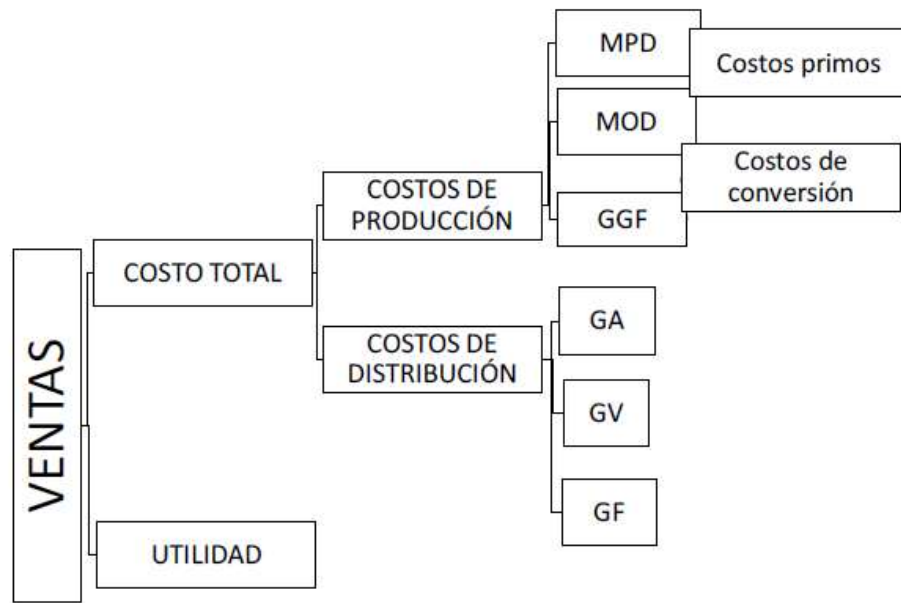 VENTAS
COSTO TOTAL
UTILIDAD
COSTOS DE
PRODUCCIÓN
COSTOS DE
DISTRIBUCIÓN
MPD
MOD
GGF
Costos primos
Costos de
conversión
GA
GV
GF